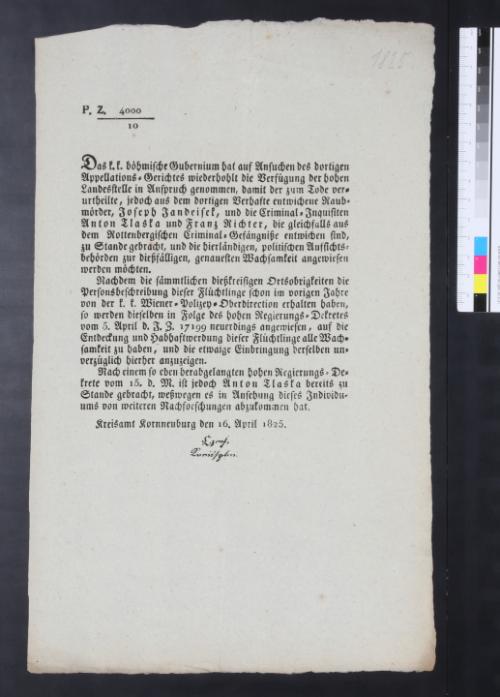 1825
P. Z. 4000
10
Das k. k. böhmische Gubernium hat auf Ansuchen des dortigen
Appellations-Gerichtes wiederhohlt die Verfügung der hohen
Landesstelle in Anspruch genommen, damit der zum Tode ver-
urtheilte, jedoch aus dem dortigen Verhafte entwichene Raub-
mörder, Joseph Jandeisek, und die Criminal-Inquisiten
Anton Tlaska und Franz Richter, die gleichfalls aus
dem Rottenbergischen Criminal-Gefängniße entwichen sind,
zu Stande gebracht, und die hierländigen, politischen Aufsichts-
behörden zur dießfälligen, genauesten Wachsamkeit angewiesen
werden möchten.
Nachdem die sämmtlichen dießkreisigen Ortsobrigkeiten die
Personsbeschreibung dieser Flüchtlinge schon im vorigen Jahre
von der k. k. Wiener-Polizey-Oberdirection erhalten haben,
so werden dieselben in Folge des hohen Regierungs-Dekretes
vom 5. April d. J. Z. 17199 neuerdings angewiesen, auf die
Entdeckung und Habhaftwerdung dieser Flüchtlinge alle Wach-
samkeit zu haben, und die etwaige Einbringung derselben un-
verzüglich hierher anzuzeigen.
Nach einem so eben herabgelangten hohen Regierungs-De-
krete vom 15. d. M. ist jedoch Anton Tlaska bereits zu
Stande gebracht, weßwegen es in Ansehung dieses Individu-
ums von weiteren Nachforschungen abzukommen hat.
Kreisamt Kornneuburg den 16. April 1825.